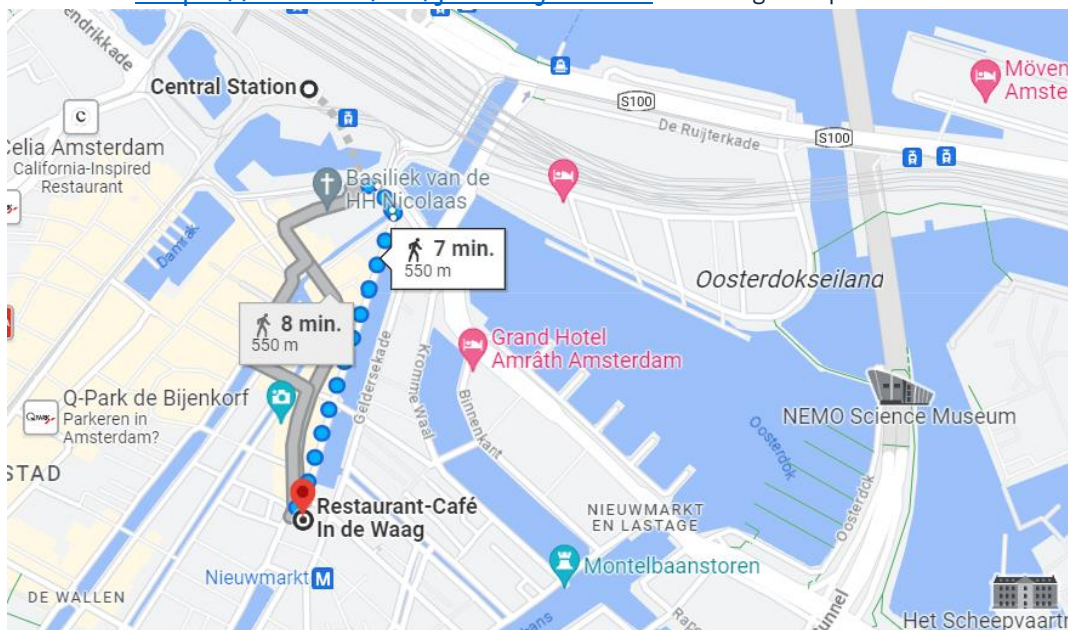 Hendrikkade
Central Station
C
Celia Amsterdam
California-Inspired
Restaurant
Damrak
Basiliek van de
HH Nicolaas
7 min.
550 m
8 min.
550 m
S100
De Ruijterkade
S100
Möven
Amste
Oosterdokseiland
Grand Hotel
Amrâth Amsterdam
Geldersekade
Kromme Waal
Binnenkant
Q-Park de Bijenkorf
Parkeren in
Amsterdam?
STAD
NEMO Science Museum
Oosterdok
Oosterdok
Restaurant-Café
In de Waag
NIEUWMARKT
EN LASTAGE
Nieuwmarkt M
Montelbaanstoren
DE WALLEN
Het Scheepvaartm